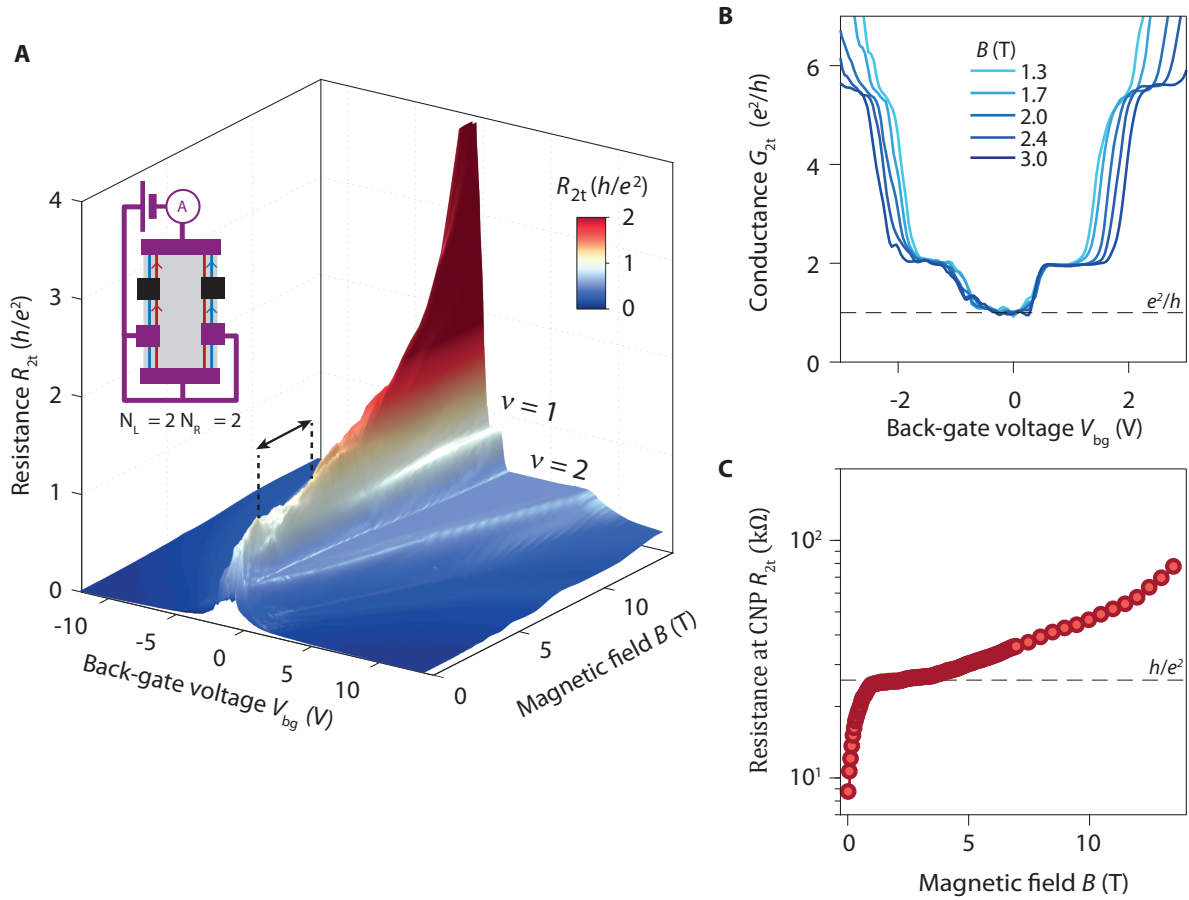 A
4
3
2
1
0
Resistance R2t (h/e²)
A
N_L = 2 N_R = 2
R2t (h/e²)
2
1
0
ν = 1
ν = 2
-10
-5
0
5
10
Back-gate voltage Vbg (V)
0
5
10
Magnetic field B (T)
B
6
4
2
0
Conductance G2t (e²/h)
B (T)
1.3
1.7
2.0
2.4
3.0
e²/h
-2
0
2
Back-gate voltage Vbg (V)
C
10²
10¹
Resistance at CNP R2t (kΩ)
h/e²
0
5
10
Magnetic field B (T)